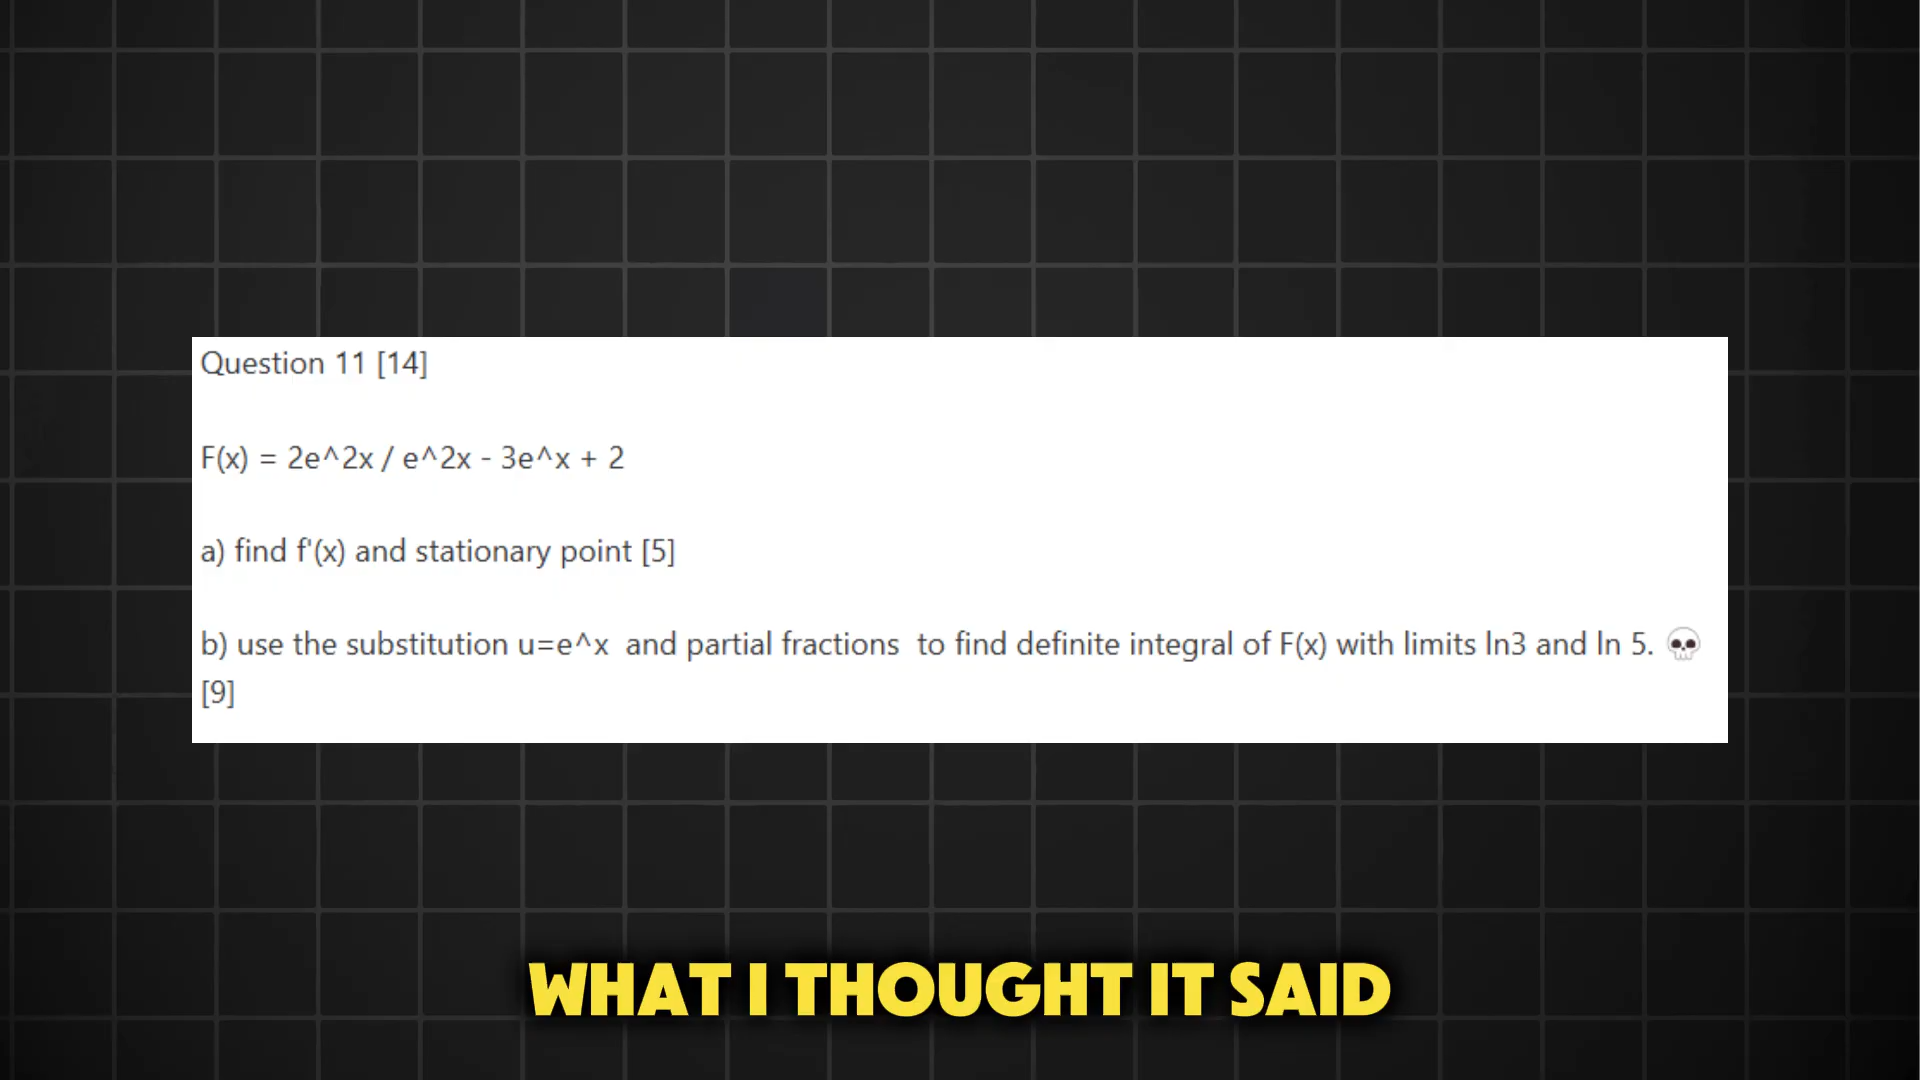 Question 11 [14]
F(x) = 2e^2x / e^2x - 3e^x + 2
a) find f'(x) and stationary point [5]
b) use the substitution u=e^x  and partial fractions  to find definite integral of F(x) with limits ln3 and ln 5. 💀
[9]
WHAT I THOUGHT IT SAID